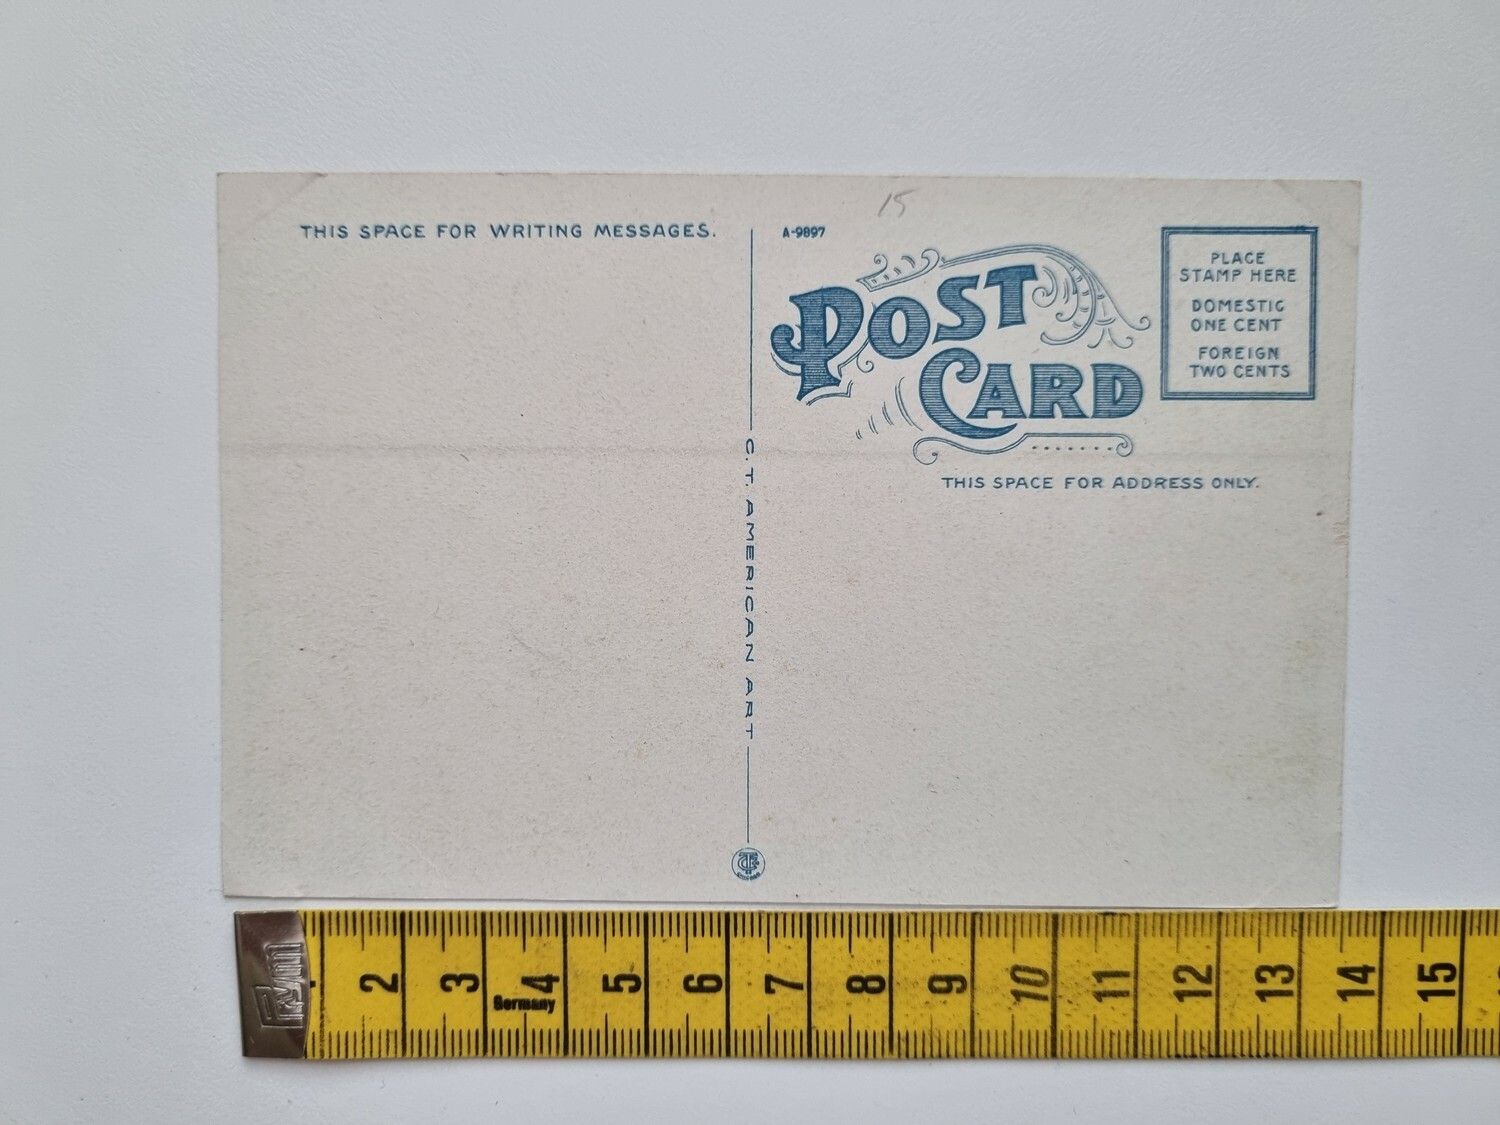 15
THIS SPACE FOR WRITING MESSAGES.
A-9897
POST
CARD
PLACE
STAMP HERE
DOMESTIC
ONE CENT
FOREIGN
TWO CENTS
THIS SPACE FOR ADDRESS ONLY.
C.T. AMERICAN ART
Prym
2 3 4 5 6 7 8 9 10 11 12 13 14 15
Germany